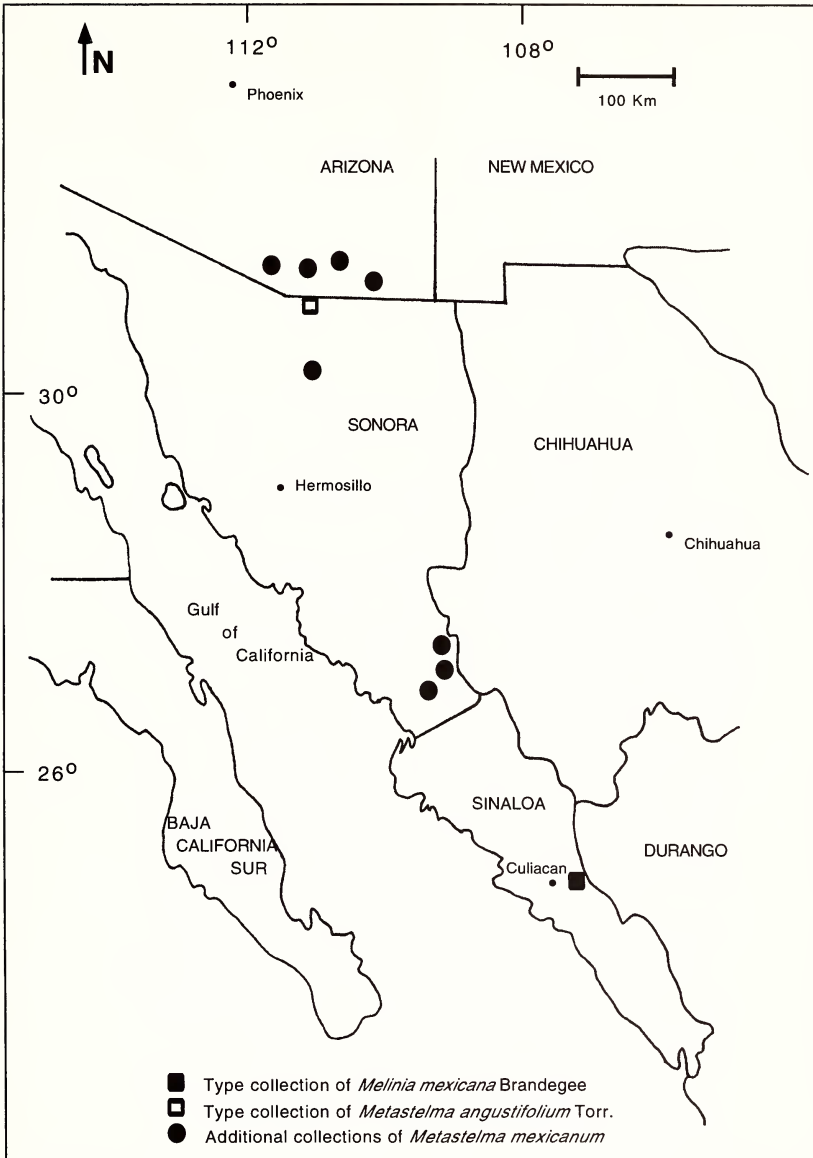 112° 108°
N
Phoenix
100 Km
ARIZONA NEW MEXICO
30°
SONORA
CHIHUAHUA
Hermosillo
Chihuahua
Gulf
of
California
26°
SINALOA
BAJA
CALIFORNIA
SUR
DURANGO
Culiacan
Type collection of Melinia mexicana Brandegee
Type collection of Metastelma angustifolium Torr.
Additional collections of Metastelma mexicanum